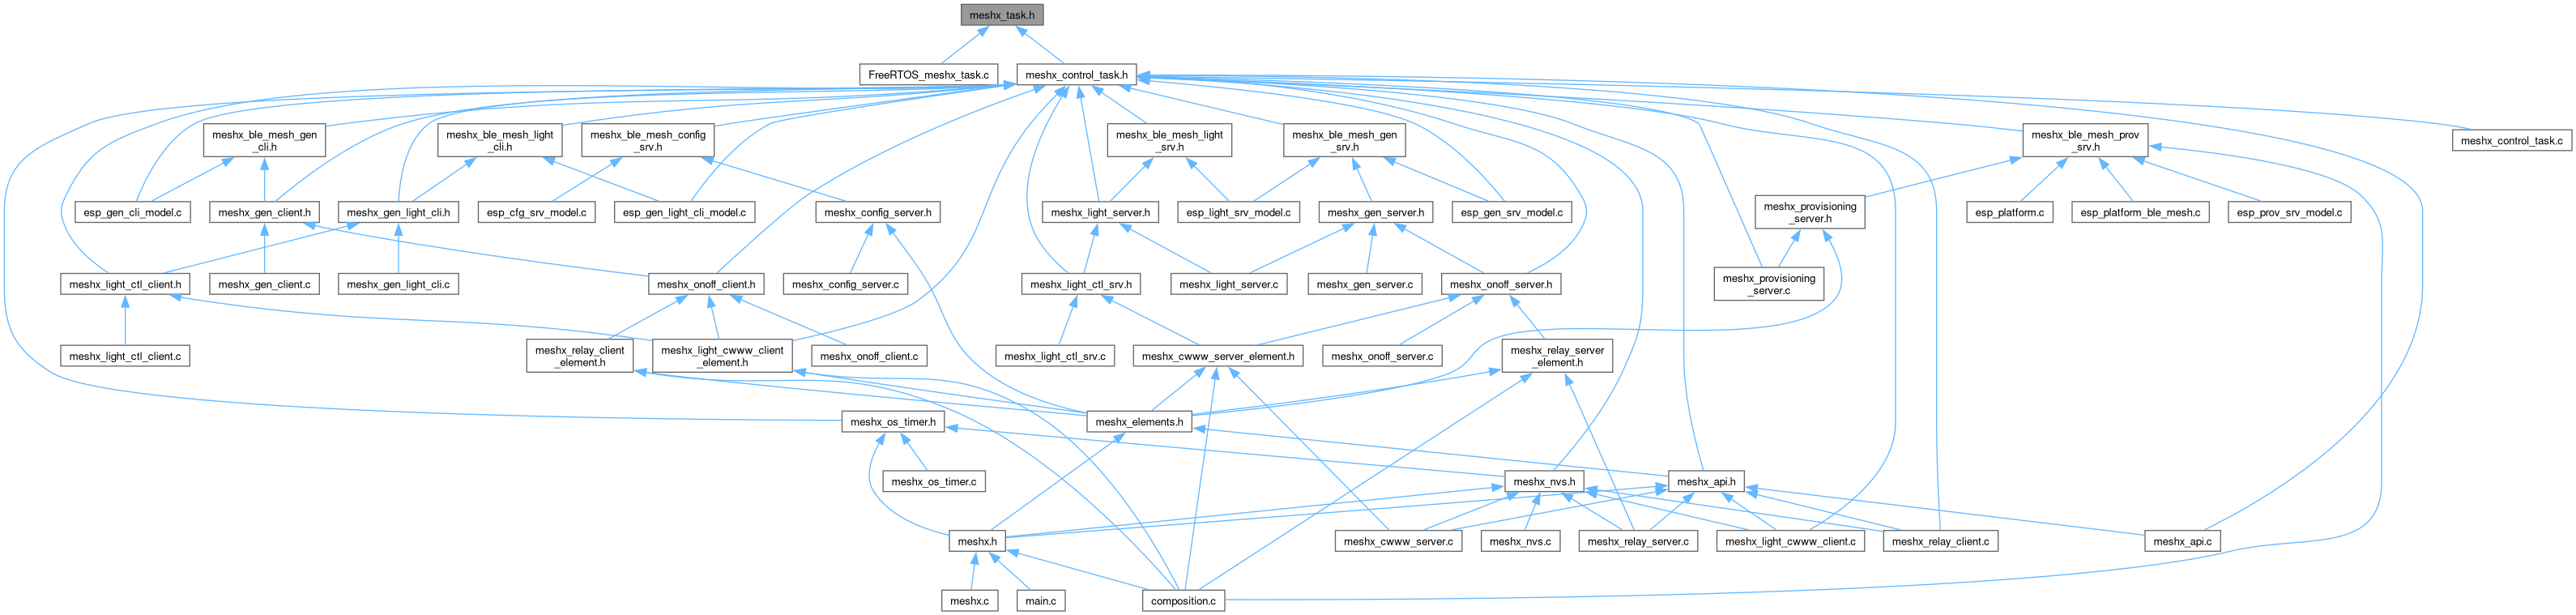 meshx_task.h
FreeRTOS_meshx_task.c
meshx_control_task.h
meshx_ble_mesh_gen
_cli.h
meshx_ble_mesh_light
_cli.h
meshx_ble_mesh_config
_srv.h
meshx_ble_mesh_light
_srv.h
meshx_ble_mesh_gen
_srv.h
meshx_ble_mesh_prov
_srv.h
meshx_control_task.c
esp_gen_cli_model.c
meshx_gen_client.h
meshx_gen_light_cli.h
esp_cfg_srv_model.c
esp_gen_light_cli_model.c
meshx_config_server.h
meshx_light_server.h
esp_light_srv_model.c
meshx_gen_server.h
esp_gen_srv_model.c
meshx_provisioning
_server.h
esp_platform.c
esp_platform_ble_mesh.c
esp_prov_srv_model.c
meshx_light_ctl_client.h
meshx_gen_client.c
meshx_gen_light_cli.c
meshx_onoff_client.h
meshx_config_server.c
meshx_light_ctl_srv.h
meshx_light_server.c
meshx_gen_server.c
meshx_onoff_server.h
meshx_provisioning
_server.c
meshx_light_ctl_client.c
meshx_relay_client
_element.h
meshx_light_cwww_client
_element.h
meshx_onoff_client.c
meshx_light_ctl_srv.c
meshx_cwww_server_element.h
meshx_onoff_server.c
meshx_relay_server
_element.h
meshx_os_timer.h
meshx_elements.h
meshx_os_timer.c
meshx_nvs.h
meshx_api.h
meshx.h
meshx_cwww_server.c
meshx_nvs.c
meshx_relay_server.c
meshx_light_cwww_client.c
meshx_relay_client.c
meshx_api.c
meshx.c
main.c
composition.c